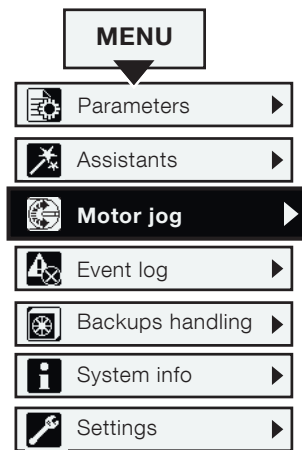 MENU
Parameters
Assistants
Motor jog
Event log
Backups handling
System info
Settings